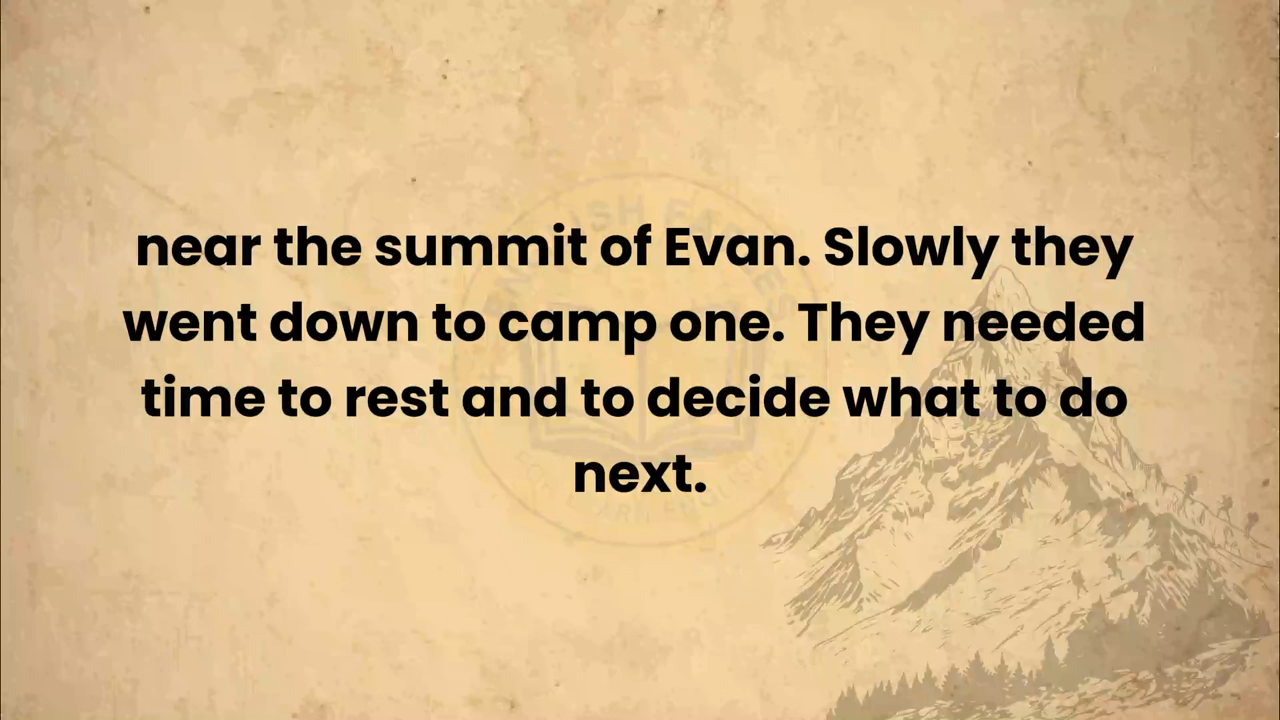 near the summit of Evan. Slowly they
went down to camp one. They needed
time to rest and to decide what to do
next.